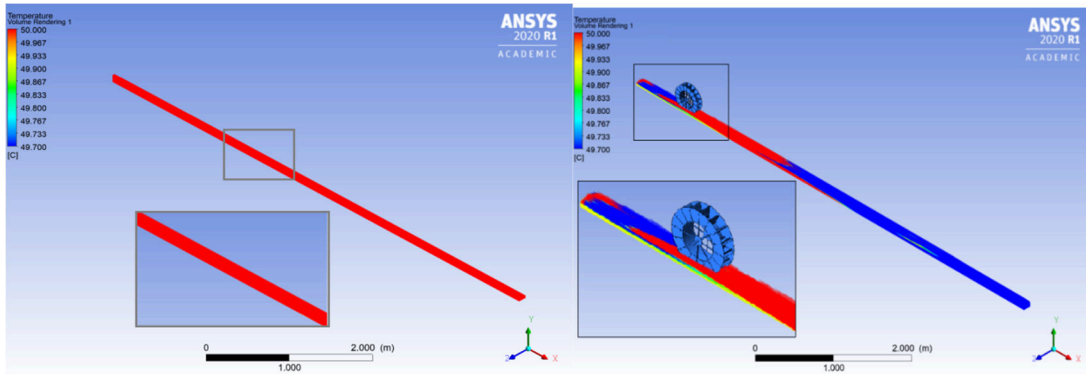 Temperature
Volume Rendering 1
50.000
49.967
49.933
49.900
49.867
49.833
49.800
49.767
49.733
49.700
[C]
ANSYS
2020 R1
ACADEMIC
0
2.000 (m)
1.000
Y
Z
X
Temperature
Volume Rendering 1
50.000
49.967
49.933
49.900
49.867
49.833
49.800
49.767
49.733
49.700
[C]
ANSYS
2020 R1
ACADEMIC
0
2.000 (m)
1.000
Y
Z
X